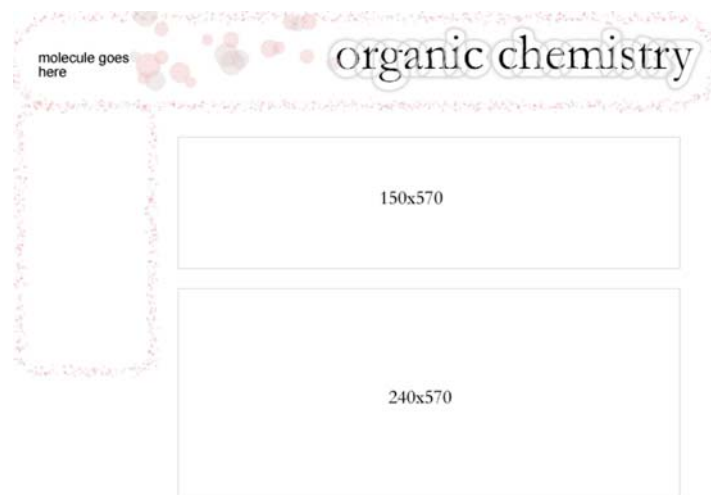 molecule goes
here
organic chemistry
150x570
240x570